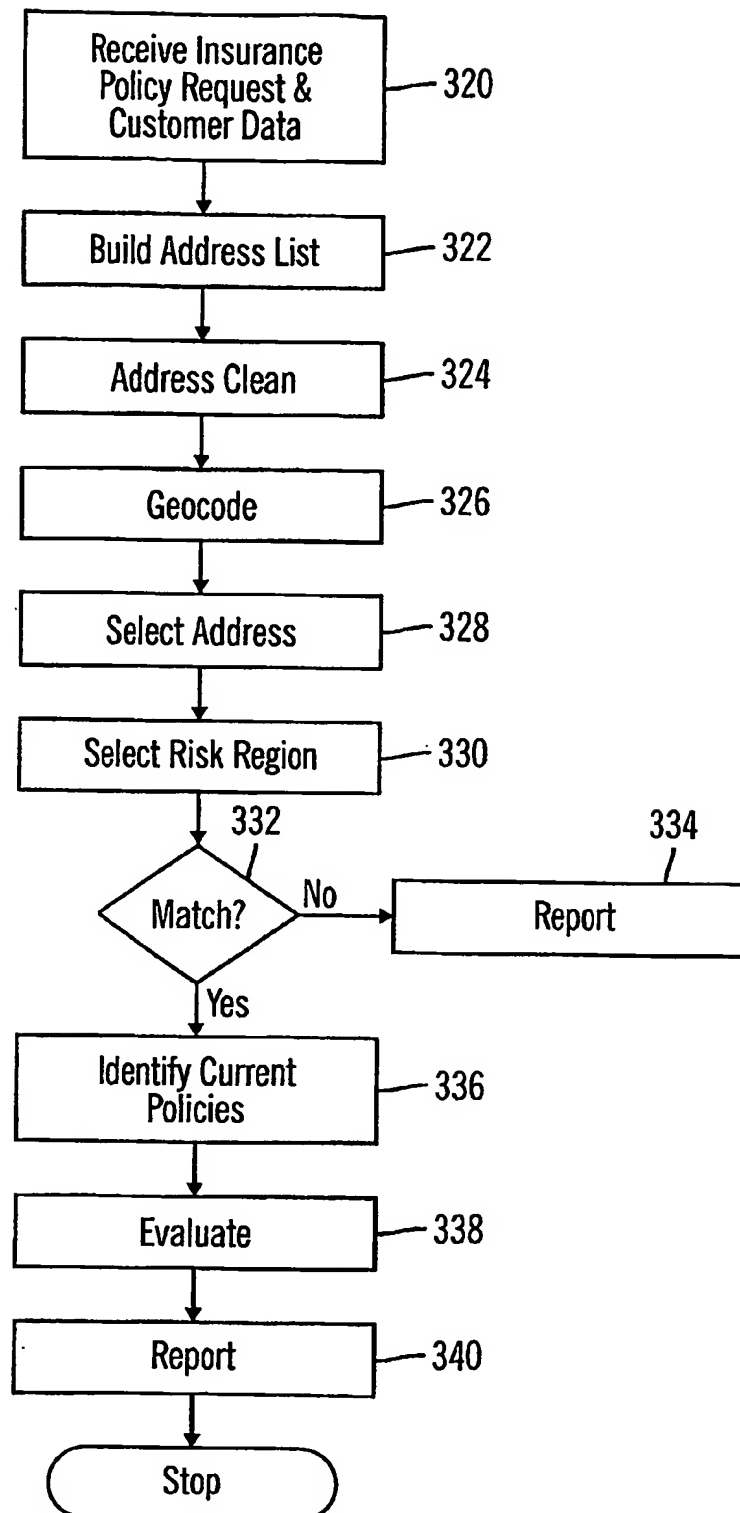 Receive Insurance
Policy Request &
Customer Data
320
Build Address List
322
Address Clean
324
Geocode
326
Select Address
328
Select Risk Region
330
332
334
Match?
No
Report
Yes
Identify Current
Policies
336
Evaluate
338
Report
340
Stop